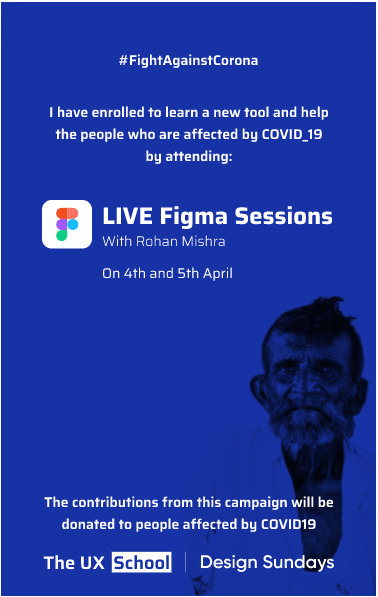 #FightAgainstCorona
I have enrolled to learn a new tool and help
the people who are affected by COVID_19
by attending:
LIVE Figma Sessions
With Rohan Mishra
On 4th and 5th April
The contributions from this campaign will be
donated to people affected by COVID19
The UX School | Design Sundays